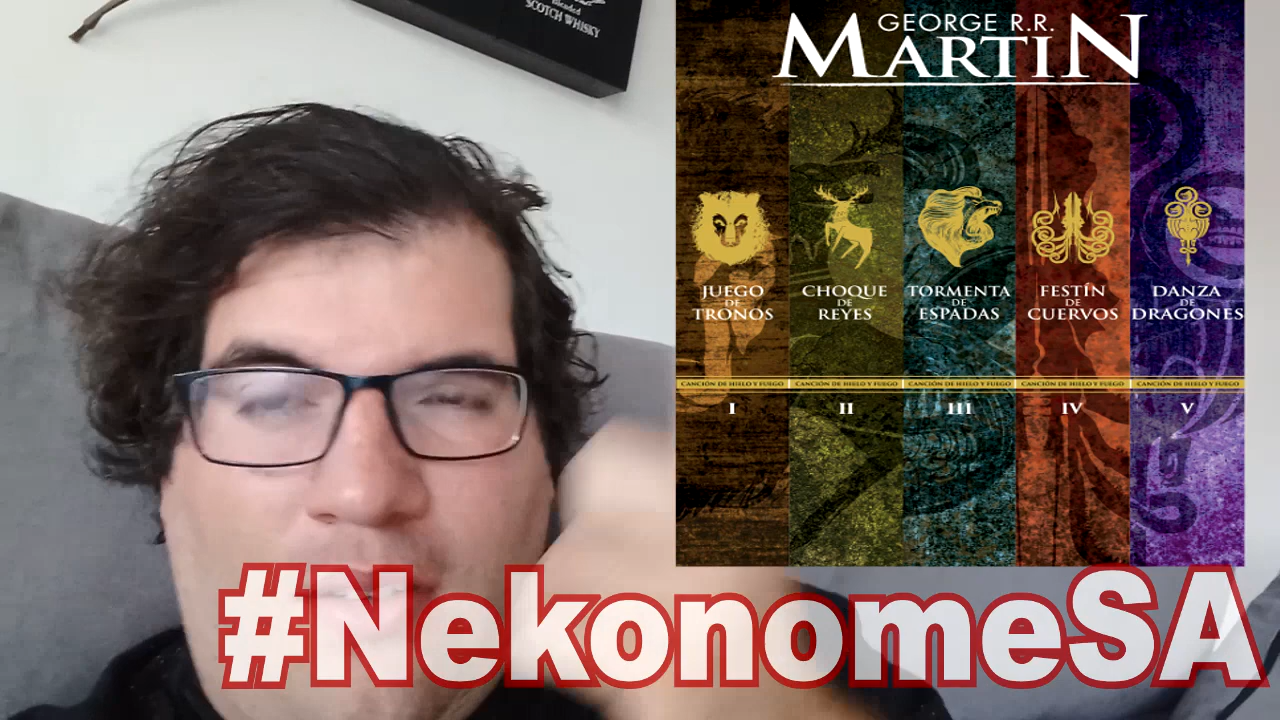 Blended
SCOTCH WHISKY
GEORGE R.R.
MARTIN
JUEGO
DE
TRONOS
CHOQUE
DE
REYES
TORMENTA
DE
ESPADAS
FESTÍN
DE
CUERVOS
DANZA
DE
DRAGONES
CANCIÓN DE HIELO Y FUEGO
CANCIÓN DE HIELO Y FUEGO
CANCIÓN DE HIELO Y FUEGO
CANCIÓN DE HIELO Y FUEGO
CANCIÓN DE HIELO Y FUEGO
I
II
III
IV
V
#NekonomeSA